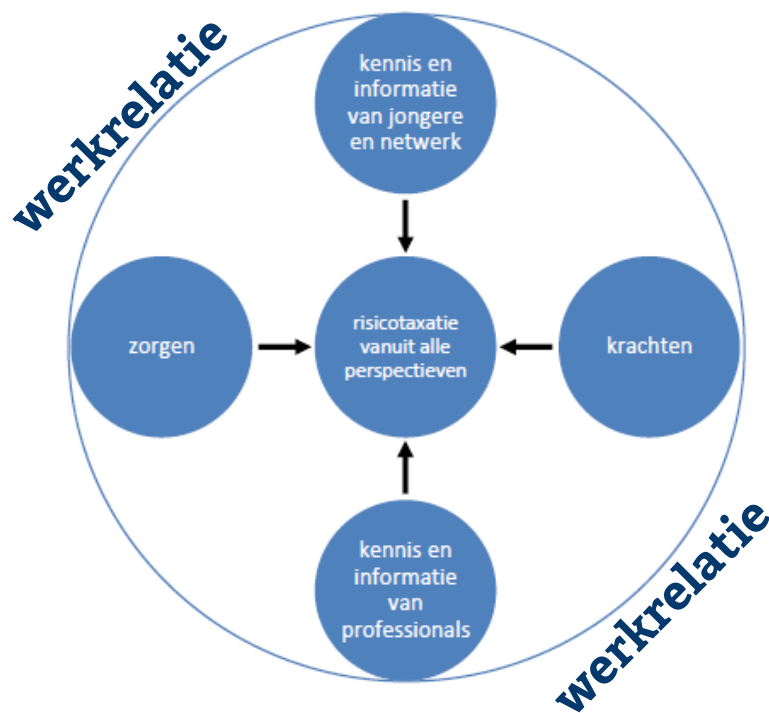 werkrelatie
kennis en
informatie
van jongere
en netwerk
zorgen
risicotaxatie
vanuit alle
perspectieven
krachten
kennis en
informatie
van
professionals
werkrelatie